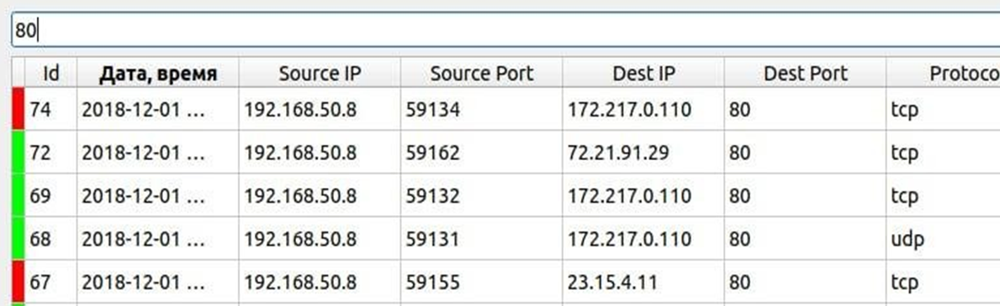 80
Id Дата, время Source IP Source Port Dest IP Dest Port Protoco
74 2018-12-01 ... 192.168.50.8 59134 172.217.0.110 80 tcp
72 2018-12-01 ... 192.168.50.8 59162 72.21.91.29 80 tcp
69 2018-12-01 ... 192.168.50.8 59132 172.217.0.110 80 tcp
68 2018-12-01 ... 192.168.50.8 59131 172.217.0.110 80 udp
67 2018-12-01 ... 192.168.50.8 59155 23.15.4.11 80 tcp